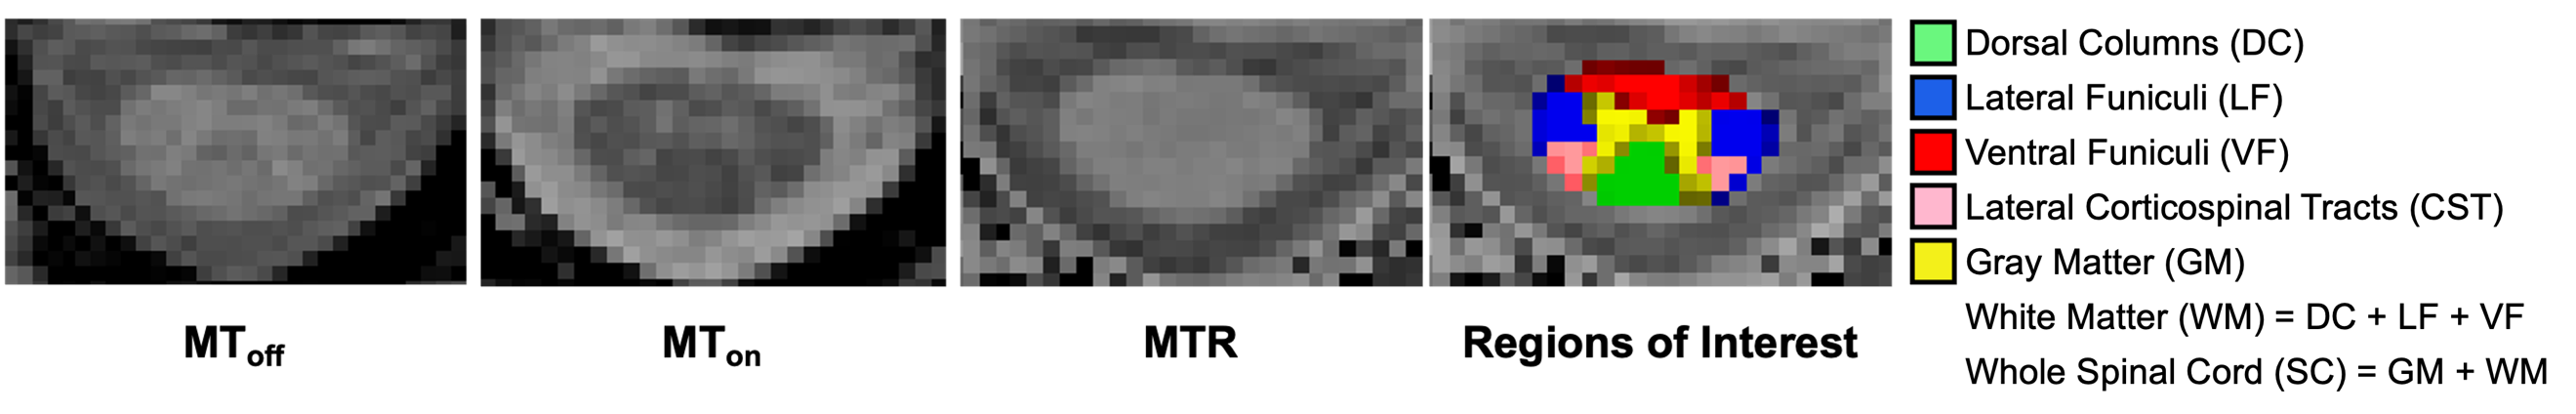 MToff
MTon
MTR
Regions of Interest
Dorsal Columns (DC)
Lateral Funiculi (LF)
Ventral Funiculi (VF)
Lateral Corticospinal Tracts (CST)
Gray Matter (GM)
White Matter (WM) = DC + LF + VF
Whole Spinal Cord (SC) = GM + WM